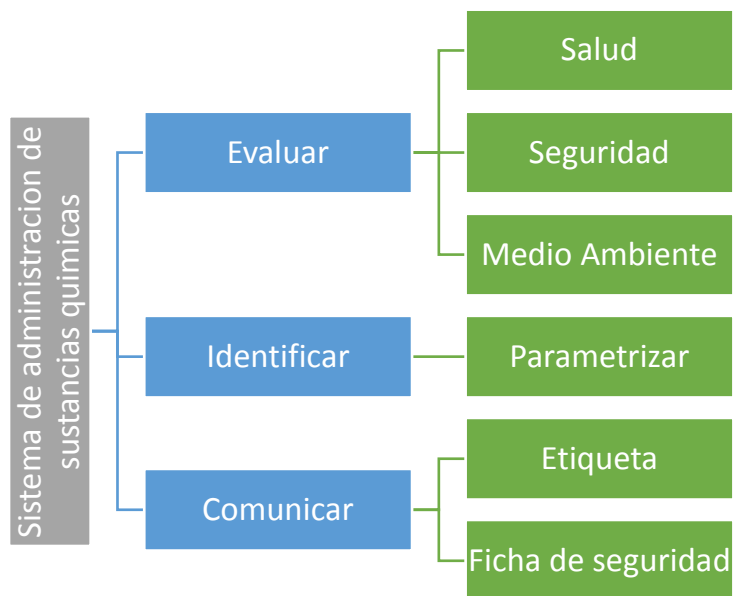 Sistema de administracion de
sustancias quimicas
Evaluar
Salud
Seguridad
Medio Ambiente
Identificar
Parametrizar
Comunicar
Etiqueta
Ficha de seguridad